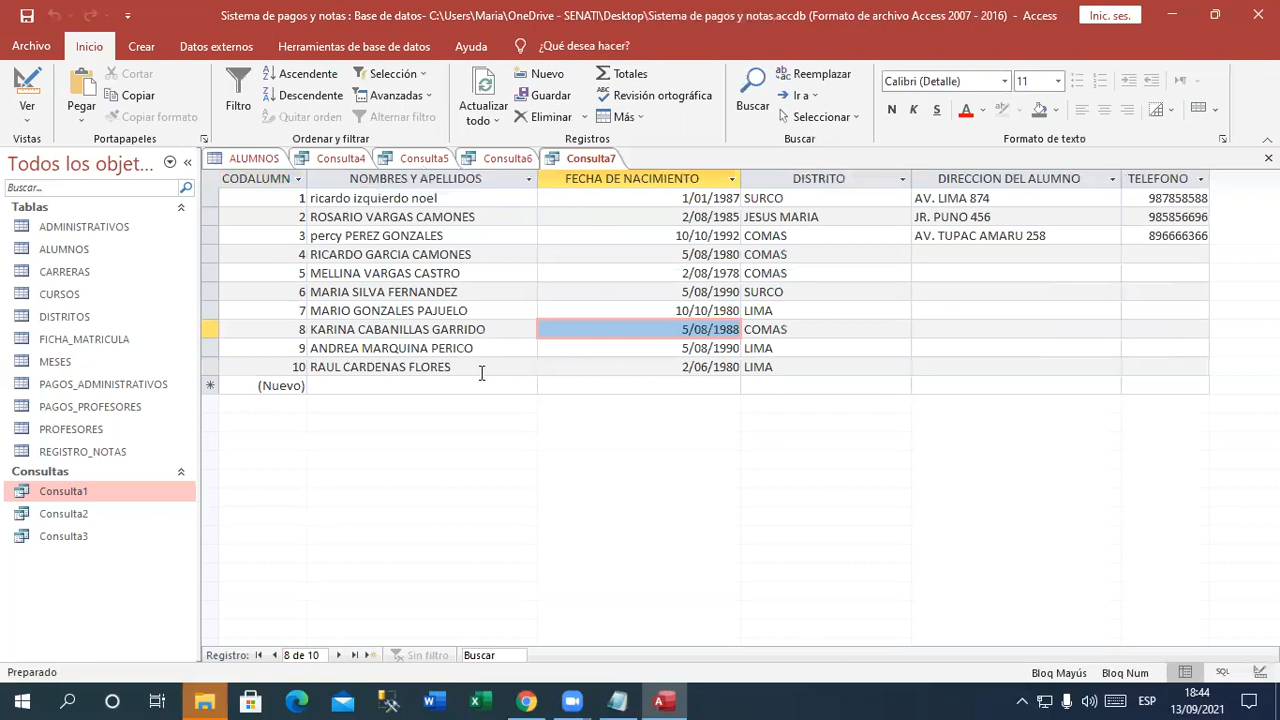 Sistema de pagos y notas : Base de datos- C:\Users\Maria\OneDrive - SENATI\Desktop\Sistema de pagos y notas.accdb (Formato de archivo Access 2007 - 2016) - Access
Inic. ses.
Archivo Inicio Crear Datos externos Herramientas de base de datos Ayuda ¿Qué desea hacer?
Ver
Vistas
Pegar
Cortar
Copiar
Copiar formato
Portapapeles
Filtro
Ascendente
Descendente
Quitar orden
Selección
Avanzadas
Alternar filtro
Ordenar y filtrar
Actualizar todo
Nuevo
Guardar
Eliminar
Totales
Revisión ortográfica
Más
Registros
Buscar
Reemplazar
Ir a
Seleccionar
Buscar
Calibri (Detalle) 11
N K S A
Formato de texto
Todos los objet...
Buscar...
Tablas
ADMINISTRATIVOS
ALUMNOS
CARRERAS
CURSOS
DISTRITOS
FICHA_MATRICULA
MESES
PAGOS_ADMINISTRATIVOS
PAGOS_PROFESORES
PROFESORES
REGISTRO_NOTAS
Consultas
Consulta1
Consulta2
Consulta3
ALUMNOS Consulta4 Consulta5 Consulta6 Consulta7
CODALUMN NOMBRES Y APELLIDOS FECHA DE NACIMIENTO DISTRITO DIRECCION DEL ALUMNO TELEFONO
1 ricardo izquierdo noel 1/01/1987 SURCO AV. LIMA 874 987858588
2 ROSARIO VARGAS CAMONES 2/08/1985 JESUS MARIA JR. PUNO 456 985856696
3 percy PEREZ GONZALES 10/10/1992 COMAS AV. TUPAC AMARU 258 896666366
4 RICARDO GARCIA CAMONES 5/08/1980 COMAS
5 MELLINA VARGAS CASTRO 2/08/1978 COMAS
6 MARIA SILVA FERNANDEZ 5/08/1990 SURCO
7 MARIO GONZALES PAJUELO 10/10/1980 LIMA
8 KARINA CABANILLAS GARRIDO 5/08/1988 COMAS
9 ANDREA MARQUINA PERICO 5/08/1990 LIMA
10 RAUL CARDENAS FLORES 2/06/1980 LIMA
(Nuevo)
Registro: 8 de 10 Sin filtro Buscar
Preparado Bloq Mayús Bloq Num SQL
ESP
18:44
13/09/2021